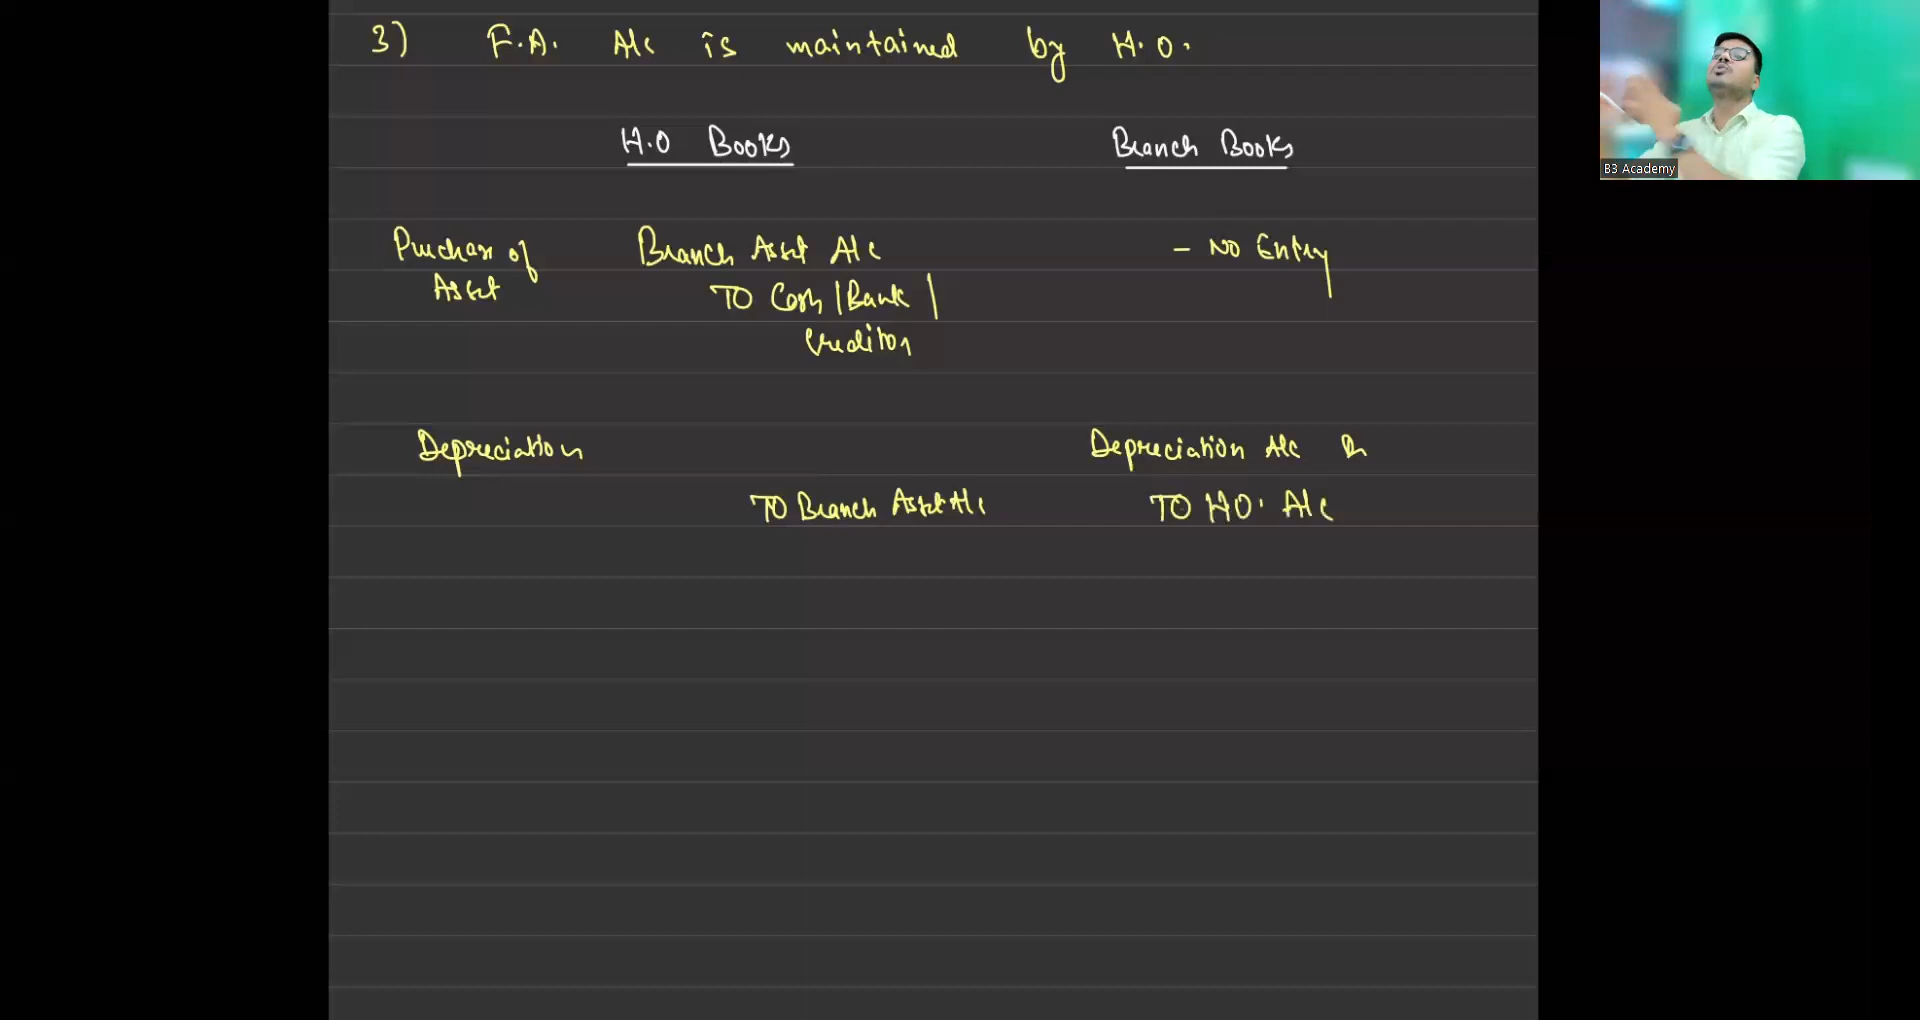 3) F.A. A/c is maintained by H.O.
H.O Books Branch Books
Purchase of Branch Asset A/c - No Entry
Asset To Cash | Bank |
Creditors
Depreciation Depreciation A/c Dr
To Branch Asset A/c To HO. A/c
B3 Academy